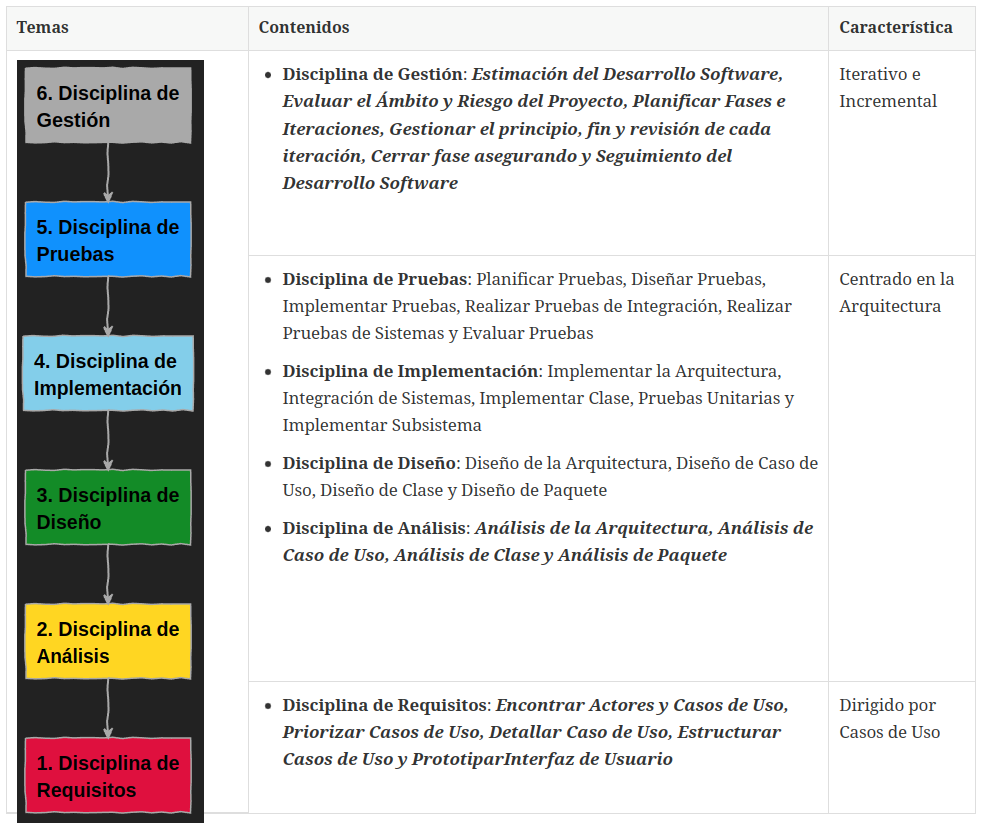 Temas
Contenidos
Característica
6. Disciplina de
Gestión
5. Disciplina de
Pruebas
4. Disciplina de
Implementación
3. Disciplina de
Diseño
2. Disciplina de
Análisis
1. Disciplina de
Requisitos
Disciplina de Gestión: Estimación del Desarrollo Software,
Evaluar el Ámbito y Riesgo del Proyecto, Planificar Fases e
Iteraciones, Gestionar el principio, fin y revisión de cada
iteración, Cerrar fase asegurando y Seguimiento del
Desarrollo Software
Iterativo e
Incremental
Disciplina de Pruebas: Planificar Pruebas, Diseñar Pruebas,
Implementar Pruebas, Realizar Pruebas de Integración, Realizar
Pruebas de Sistemas y Evaluar Pruebas
Disciplina de Implementación: Implementar la Arquitectura,
Integración de Sistemas, Implementar Clase, Pruebas Unitarias y
Implementar Subsistema
Disciplina de Diseño: Diseño de la Arquitectura, Diseño de Caso de
Uso, Diseño de Clase y Diseño de Paquete
Disciplina de Análisis: Análisis de la Arquitectura, Análisis de
Caso de Uso, Análisis de Clase y Análisis de Paquete
Centrado en la
Arquitectura
Disciplina de Requisitos: Encontrar Actores y Casos de Uso,
Priorizar Casos de Uso, Detallar Caso de Uso, Estructurar
Casos de Uso y PrototiparInterfaz de Usuario
Dirigido por
Casos de Uso